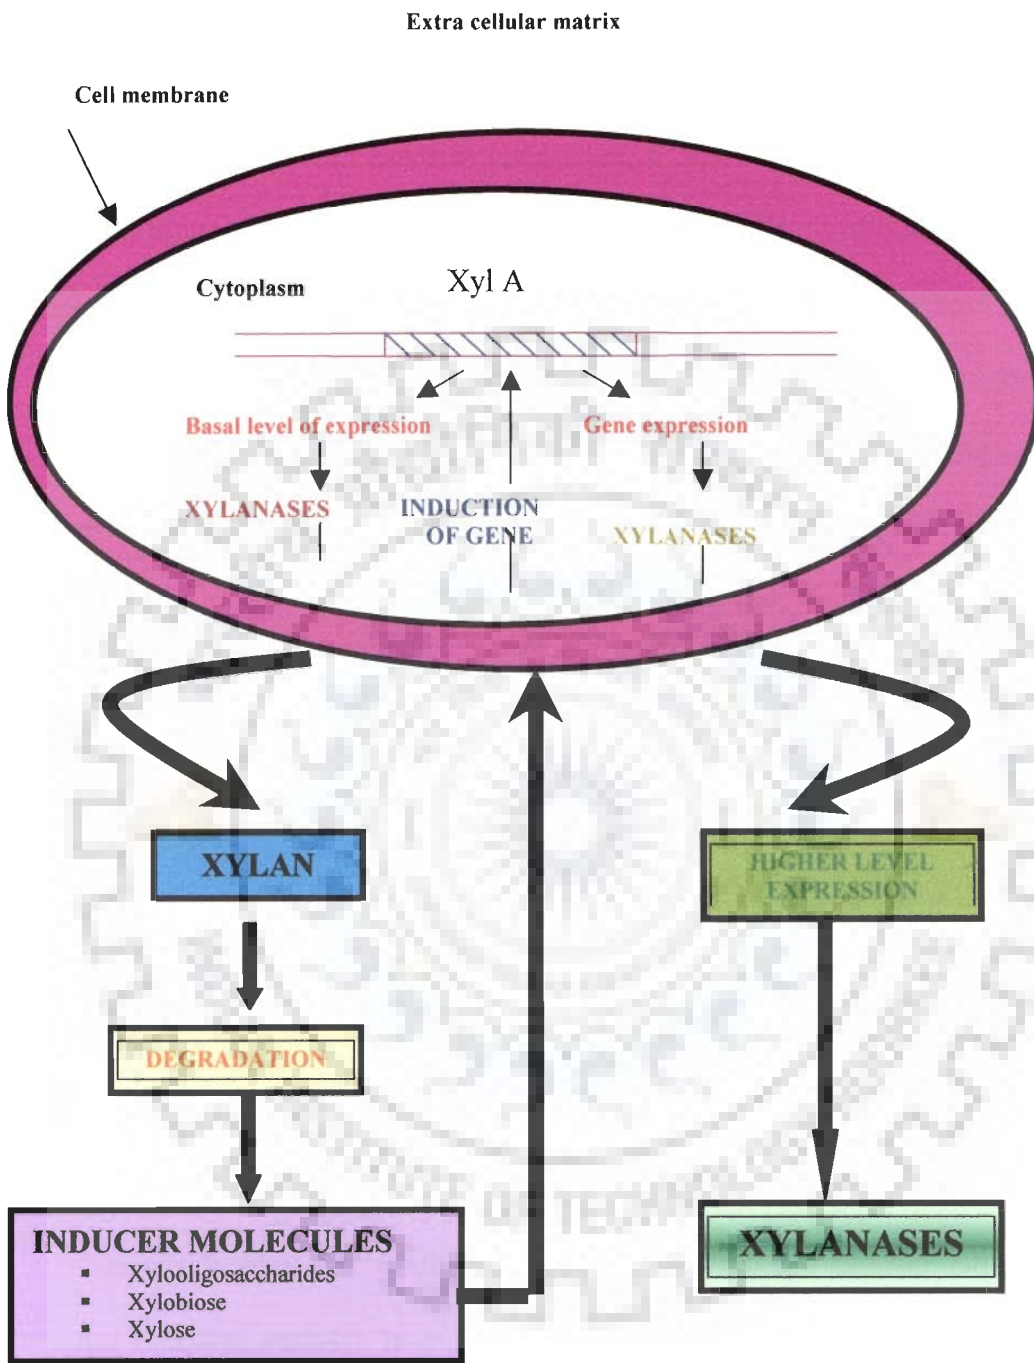 Extra cellular matrix
Cell membrane
Cytoplasm
Xyl A
Basal level of expression
Gene expression
XYLANASES
INDUCTION
OF GENE
XYLANASES
XYLAN
HIGHER LEVEL
EXPRESSION
DEGRADATION
INDUCER MOLECULES
▪ Xylooligosaccharides
▪ Xylobiose
▪ Xylose
XYLANASES